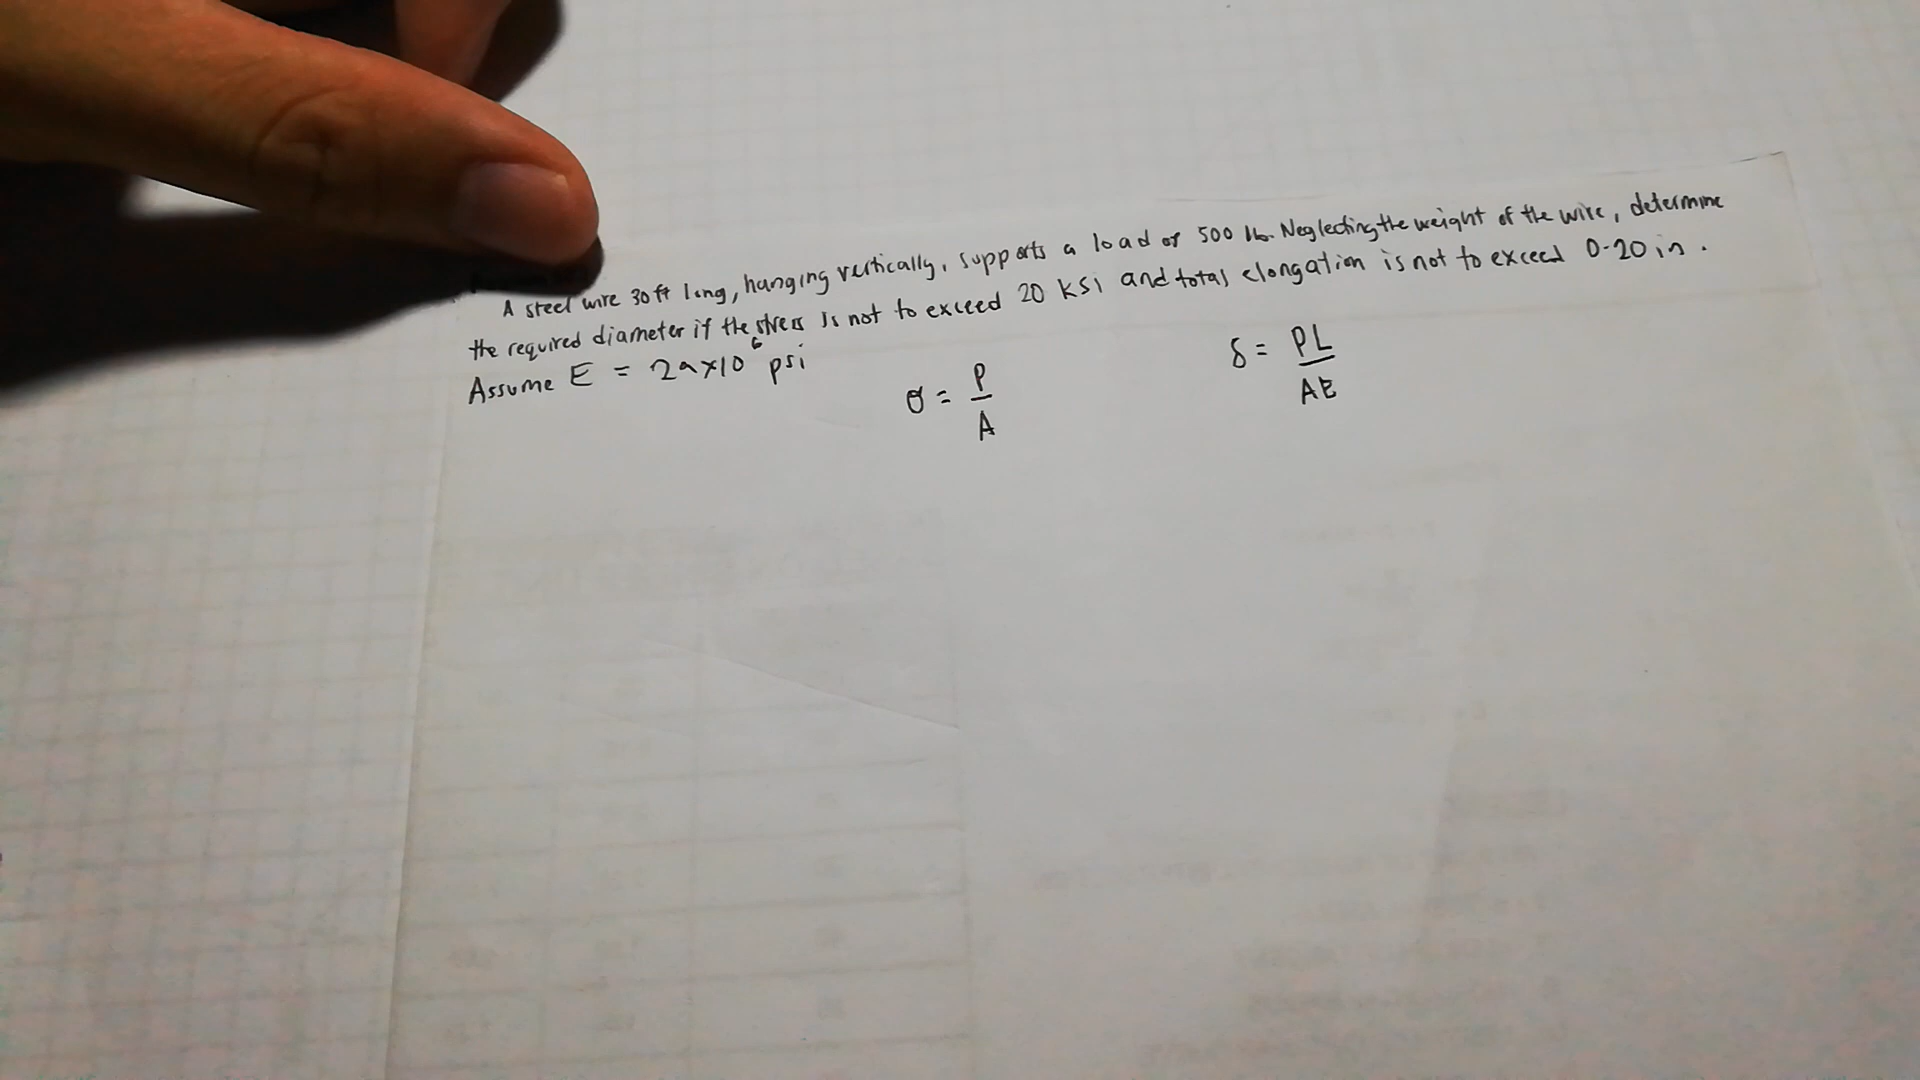 A steel wire 30 ft long, hanging vertically, supports a load of 500 lb. Neglecting the weight of the wire, determine
the required diameter if the stress is not to exceed 20 ksi and total elongation is not to exceed 0.20 in.
Assume E = 29x10⁶ psi
σ = P/A
δ = PL/AE